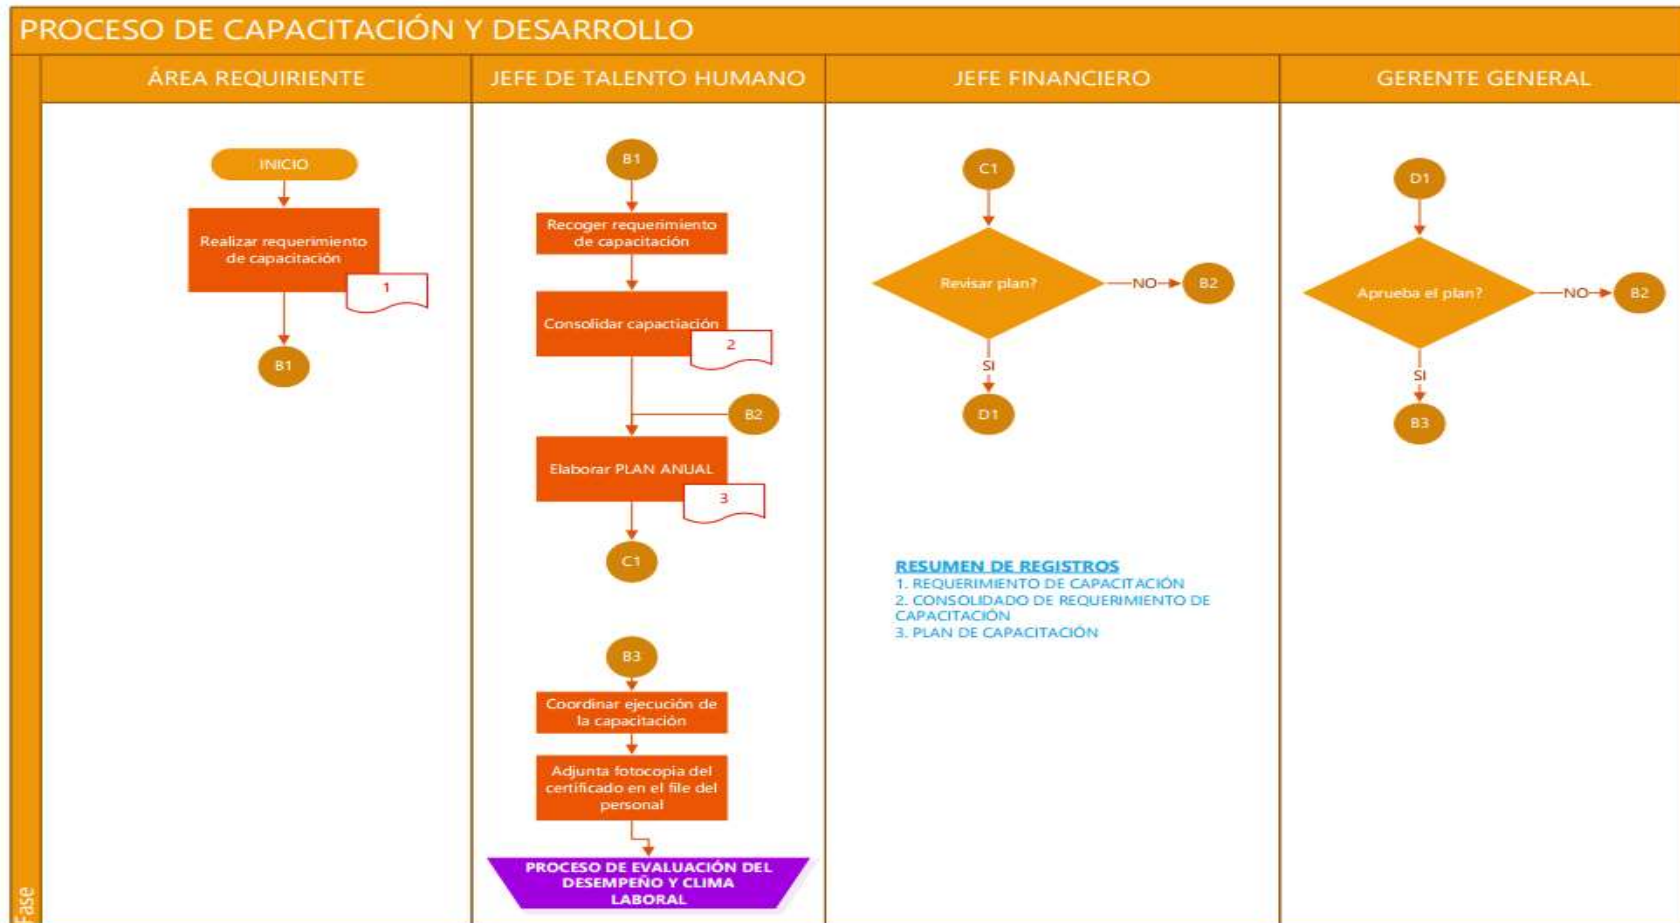 PROCESO DE CAPACITACIÓN Y DESARROLLO
Fase
ÁREA REQUIRIENTE
INICIO
Realizar requerimiento
de capacitación
1
B1
JEFE DE TALENTO HUMANO
B1
Recoger requerimiento
de capacitación
Consolidar capactiación
2
B2
Elaborar PLAN ANUAL
3
C1
B3
Coordinar ejecución de
la capacitación
Adjunta fotocopia del
certificado en el file del
personal
PROCESO DE EVALUACIÓN DEL
DESEMPEÑO Y CLIMA
LABORAL
JEFE FINANCIERO
C1
Revisar plan?
NO
B2
SI
D1
RESUMEN DE REGISTROS
1. REQUERIMIENTO DE CAPACITACIÓN
2. CONSOLIDADO DE REQUERIMIENTO DE
CAPACITACIÓN
3. PLAN DE CAPACITACIÓN
GERENTE GENERAL
D1
Aprueba el plan?
NO
B2
SI
B3